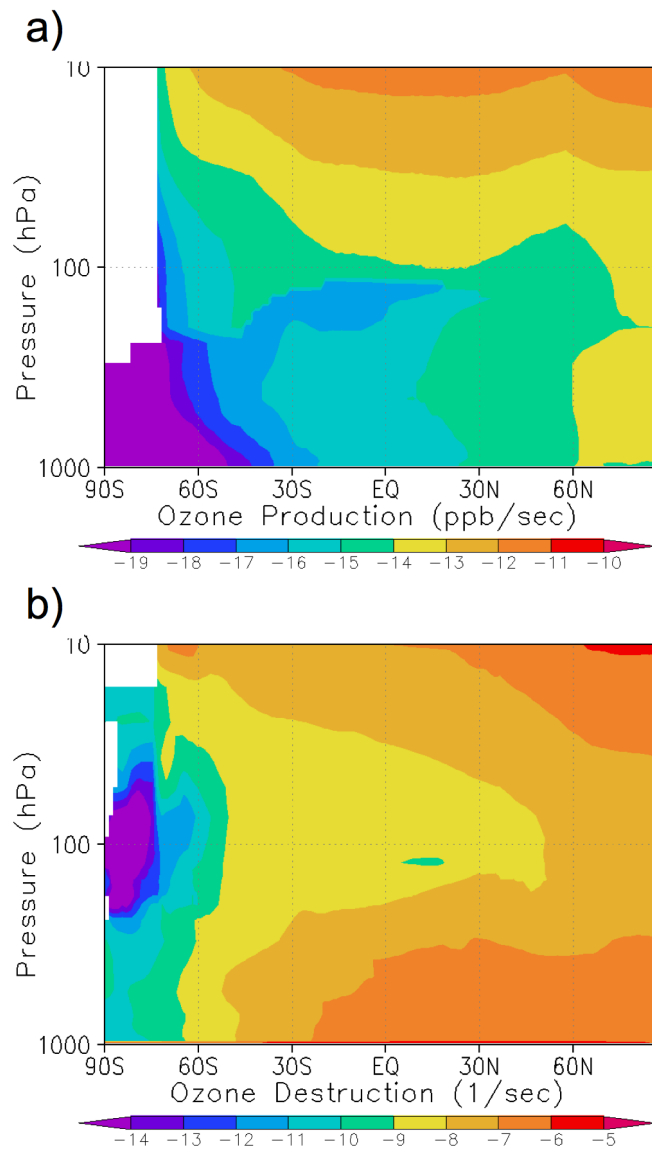 a)
10
100
1000
Pressure (hPa)
90S 60S 30S EQ 30N 60N
Ozone Production (ppb/sec)
-19 -18 -17 -16 -15 -14 -13 -12 -11 -10
b)
10
100
1000
Pressure (hPa)
90S 60S 30S EQ 30N 60N
Ozone Destruction (1/sec)
-14 -13 -12 -11 -10 -9 -8 -7 -6 -5